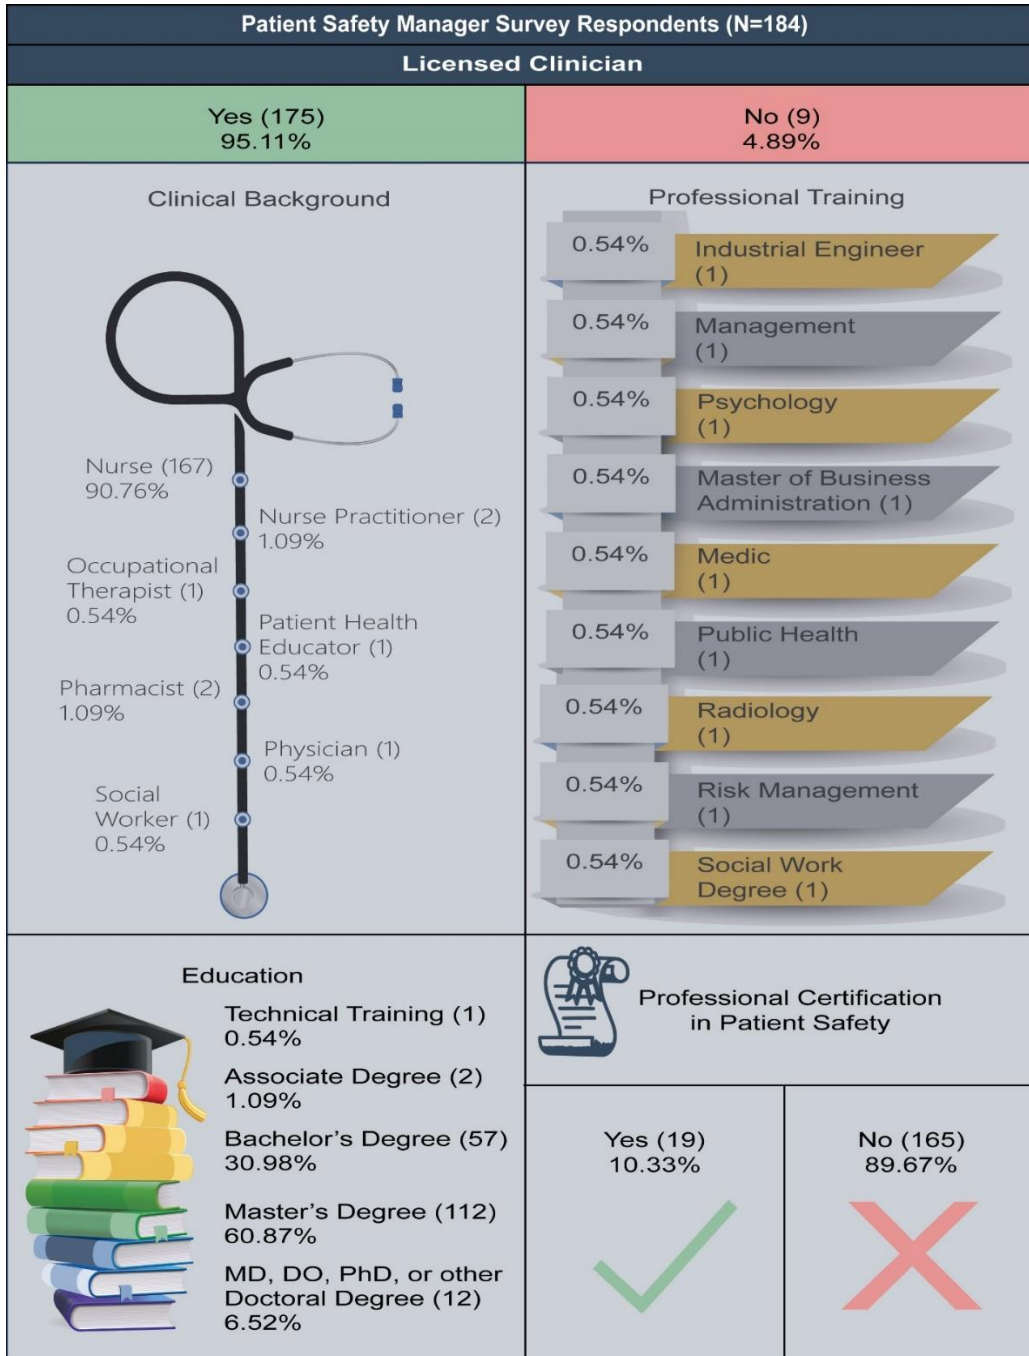 Patient Safety Manager Survey Respondents (N=184)
Licensed Clinician
Yes (175)
95.11%
No (9)
4.89%
Clinical Background
Nurse (167)
90.76%
Nurse Practitioner (2)
1.09%
Occupational
Therapist (1)
0.54%
Patient Health
Educator (1)
0.54%
Pharmacist (2)
1.09%
Physician (1)
0.54%
Social
Worker (1)
0.54%
Professional Training
0.54%
Industrial Engineer
(1)
0.54%
Management
(1)
0.54%
Psychology
(1)
0.54%
Master of Business
Administration (1)
0.54%
Medic
(1)
0.54%
Public Health
(1)
0.54%
Radiology
(1)
0.54%
Risk Management
(1)
0.54%
Social Work
Degree (1)
Education
Technical Training (1)
0.54%
Associate Degree (2)
1.09%
Bachelor's Degree (57)
30.98%
Master's Degree (112)
60.87%
MD, DO, PhD, or other
Doctoral Degree (12)
6.52%
Professional Certification
in Patient Safety
Yes (19)
10.33%
No (165)
89.67%